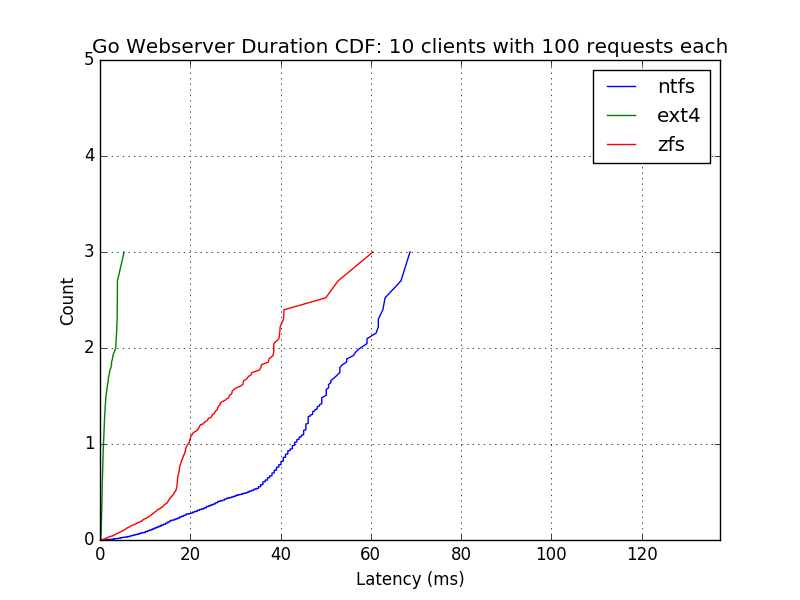 Go Webserver Duration CDF: 10 clients with 100 requests each
5
4
3
2
1
0
Count
ntfs
ext4
zfs
0 20 40 60 80 100 120
Latency (ms)